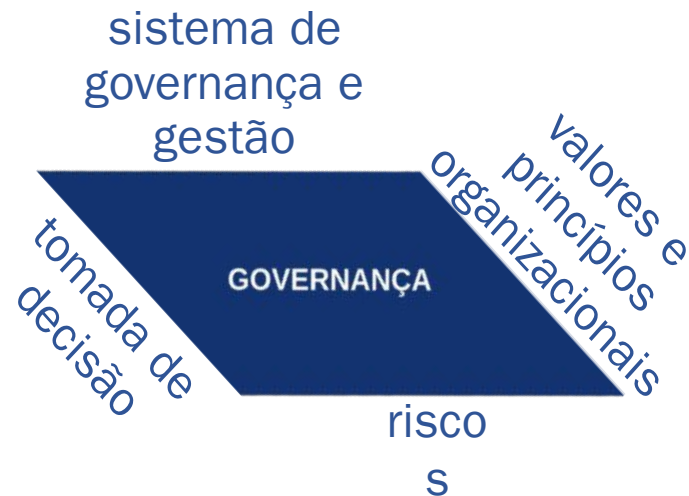 sistema de
governança e
gestão
valores e
princípios
organizacionais
tomada de
decisão
GOVERNANÇA
risco
s